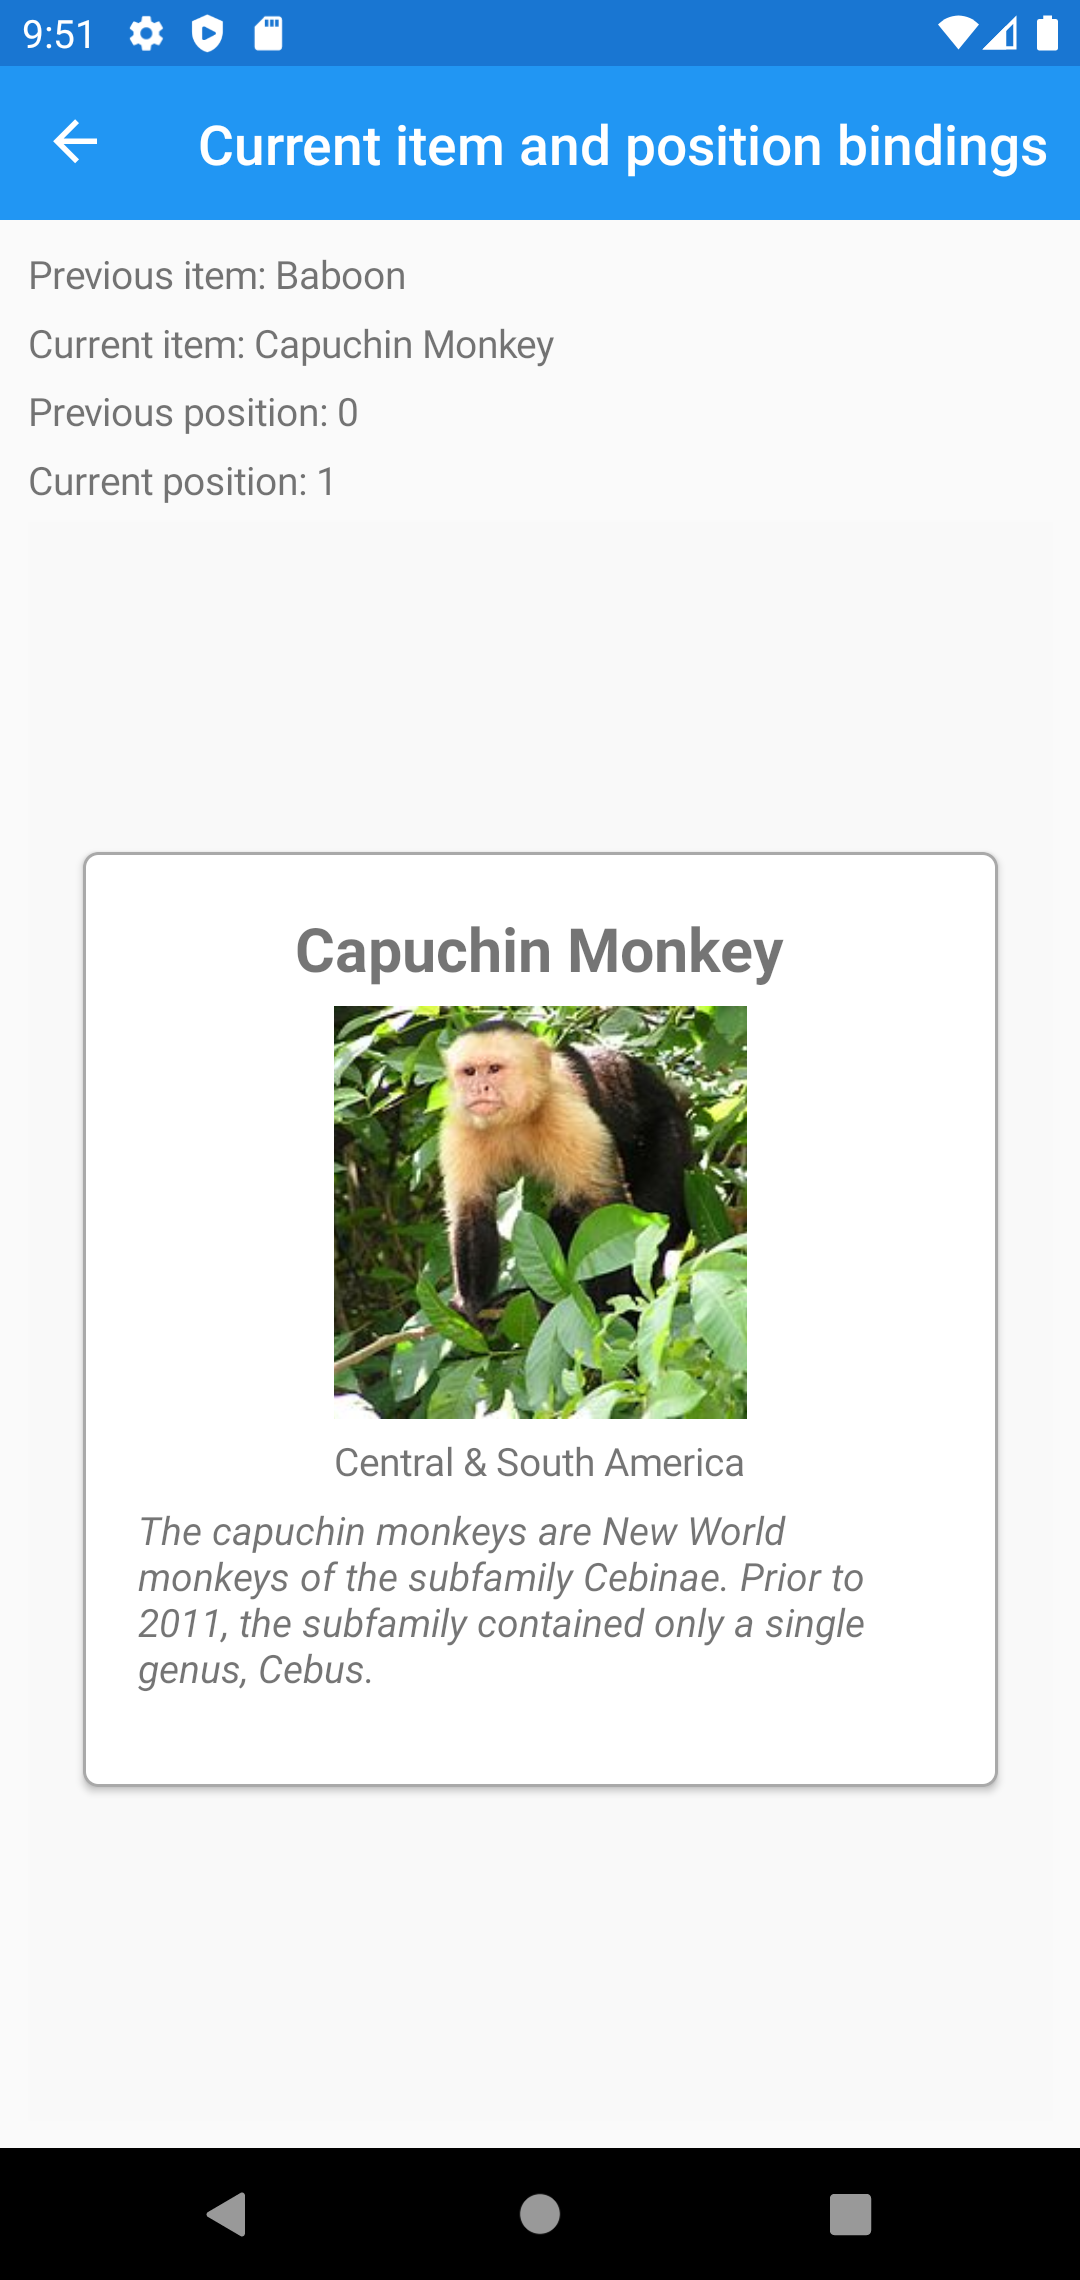 9:51
Current item and position bindings
Previous item: Baboon
Current item: Capuchin Monkey
Previous position: 0
Current position: 1
Capuchin Monkey
Central & South America
The capuchin monkeys are New World
monkeys of the subfamily Cebinae. Prior to
2011, the subfamily contained only a single
genus, Cebus.